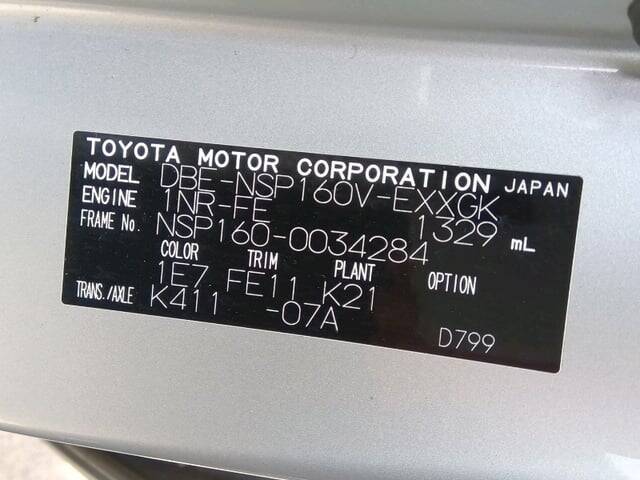 TOYOTA MOTOR CORPORATION JAPAN
MODEL DBE-NSP160V-EXXGK
ENGINE 1NR-FE 1329 mL
FRAME No. NSP160-0034284
COLOR TRIM PLANT OPTION
1E7 FE11 K21
TRANS./AXLE K411 -07A
D799